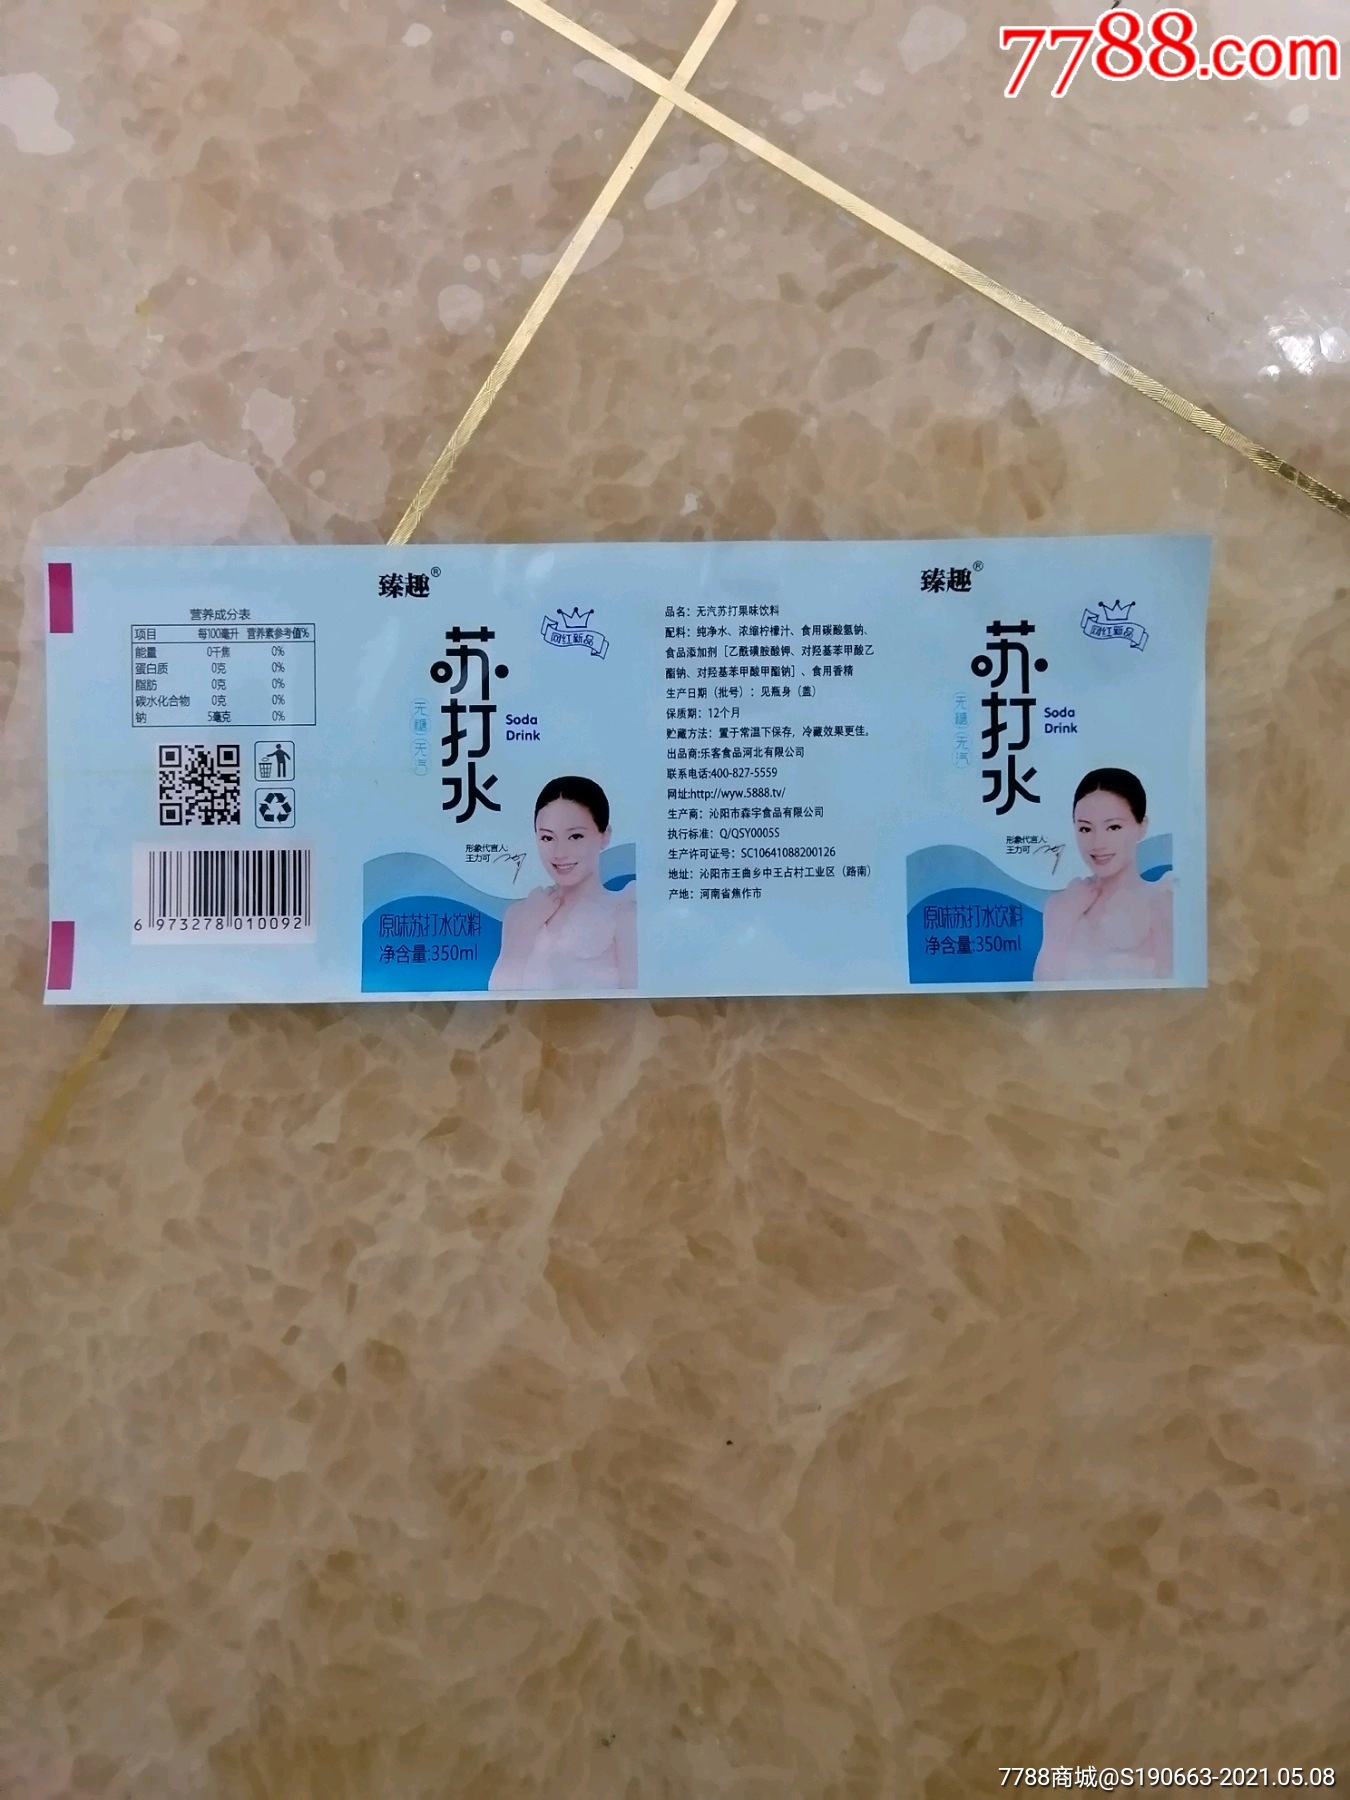 7788.com
营养成分表
项目 每100毫升 营养素参考值%
能量 0千焦 0%
蛋白质 0克 0%
脂肪 0克 0%
碳水化合物 0克 0%
钠 5毫克 0%
6 973278 010092
臻趣®
网红新品
苏打水
无糖 无汽
Soda
Drink
形象代言人:
王力可
原味苏打水饮料
净含量:350ml
品名：无汽苏打果味饮料
配料：纯净水、浓缩柠檬汁、食用碳酸氢钠、
食品添加剂［乙酰磺胺酸钾、对羟基苯甲酸乙
酯钠、对羟基苯甲酸甲酯钠］、食用香精
生产日期（批号）：见瓶身（盖）
保质期：12个月
贮藏方法：置于常温下保存，冷藏效果更佳。
出品商:乐客食品河北有限公司
联系电话:400-827-5559
网址:http://wyw.5888.tv/
生产商：沁阳市森宇食品有限公司
执行标准：Q/QSY0005S
生产许可证号：SC10641088200126
地址：沁阳市王曲乡中王占村工业区（路南）
产地：河南省焦作市
臻趣®
网红新品
苏打水
无糖 无汽
Soda
Drink
形象代言人:
王力可
原味苏打水饮料
净含量:350ml
7788商城@S190663-2021.05.08